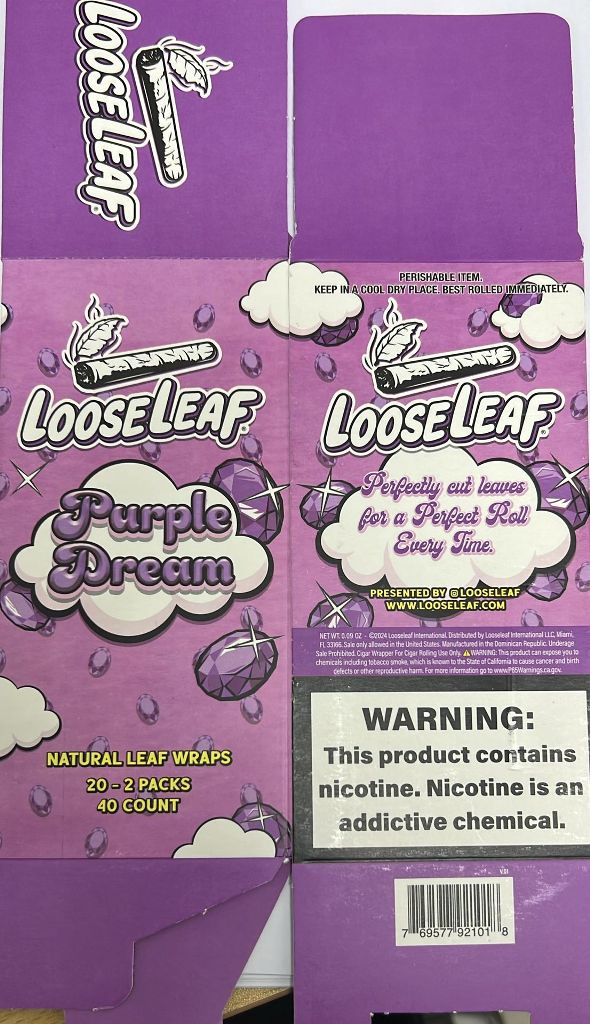 LOOSELEAF
LOOSELEAF®
Purple
Dream
NATURAL LEAF WRAPS
20 - 2 PACKS
40 COUNT
PERISHABLE ITEM.
KEEP IN A COOL DRY PLACE. BEST ROLLED IMMEDIATELY.
LOOSELEAF®
Perfectly cut leaves
for a Perfect Roll
Every Time.
PRESENTED BY @LOOSELEAF
WWW.LOOSELEAF.COM
NET WT. 0.09 OZ - ©2024 Looseleaf International. Distributed by Looseleaf International LLC, Miami,
FL 33166. Sale only allowed in the United States. Manufactured in the Dominican Republic. Underage
Sale Prohibited. Cigar Wrapper For Cigar Rolling Use Only. ⚠WARNING: This product can expose you to
chemicals including tobacco smoke, which is known to the State of California to cause cancer and birth
defects or other reproductive harm. For more information go to www.P65Warnings.ca.gov.
WARNING:
This product contains
nicotine. Nicotine is an
addictive chemical.
V.01
7 69577 92101 8